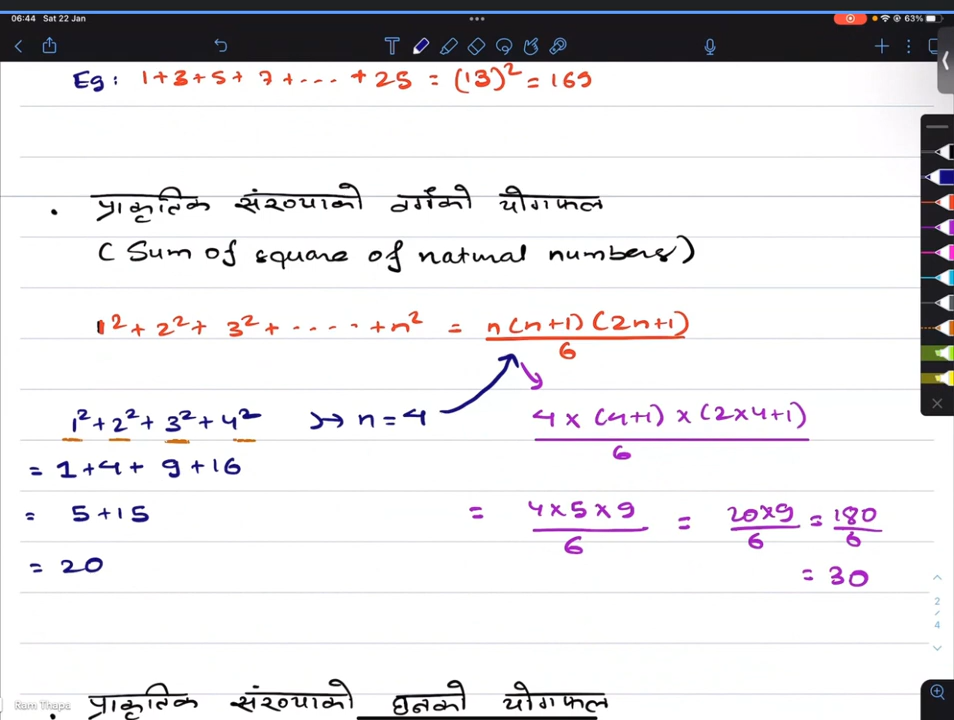 06:44 Sat 22 Jan 63%
Eg: 1+3+5+7+....+25 = (13)² = 169
. प्राकृतिक संख्याको वर्गको योगफल
( Sum of square of natural numbers )
1² + 2² + 3² + ..... + n² = n(n+1)(2n+1) / 6
1² + 2² + 3² + 4² ↣ n = 4 4 × (4+1) × (2×4+1) / 6
= 1 + 4 + 9 + 16
= 5 + 15 = 4×5×9 / 6 = 20×9 / 6 = 180 / 6
= 20 = 30
2 / 4
. प्राकृतिक संख्याको घनको योगफल
Ram Thapa